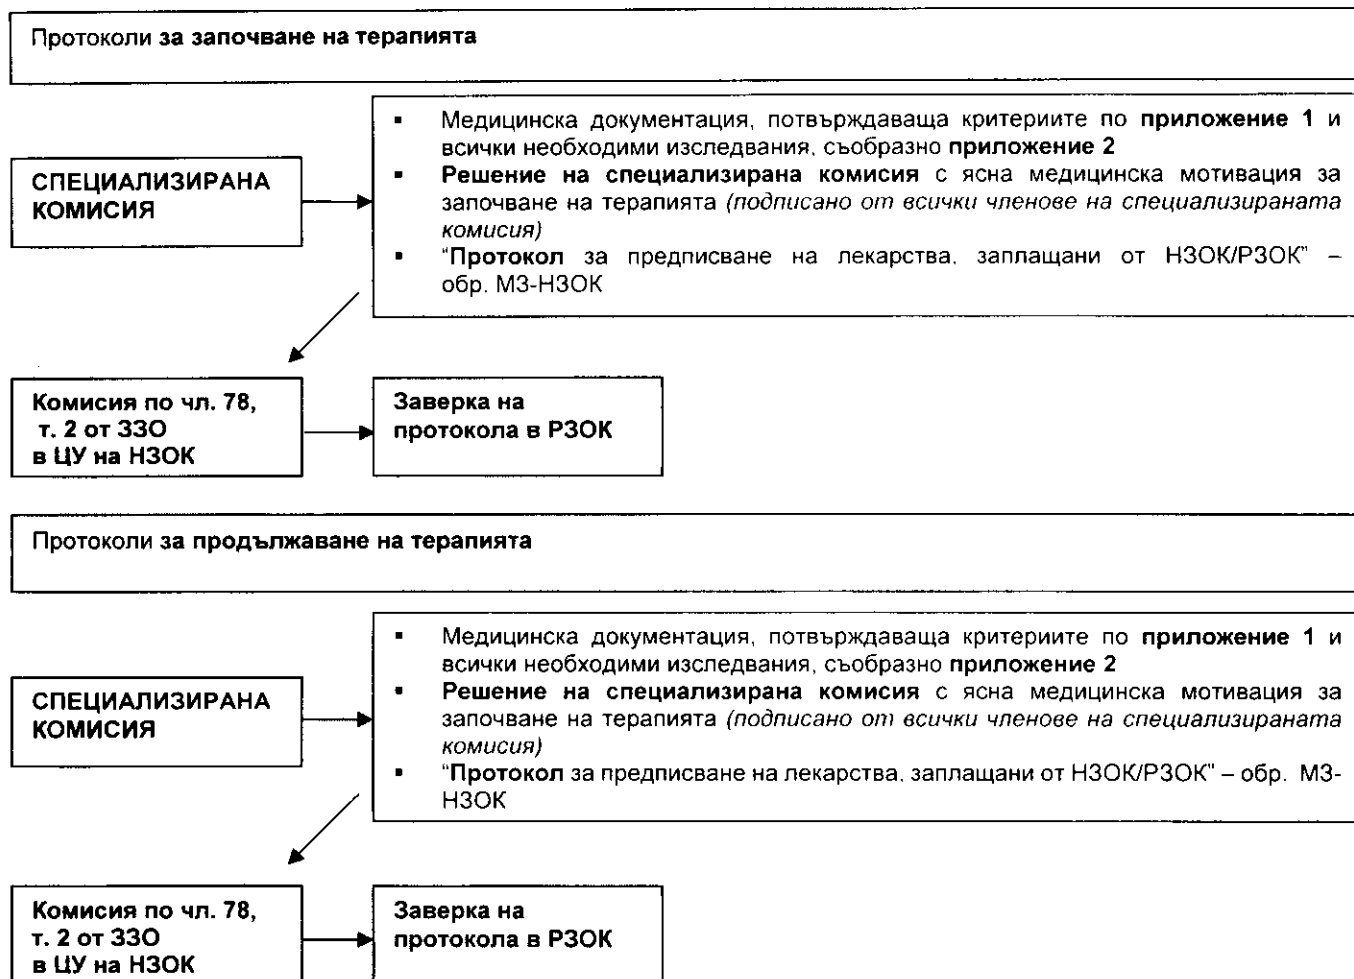 Протоколи за започване на терапията
СПЕЦИАЛИЗИРАНА
КОМИСИЯ
▪ Медицинска документация, потвърждаваща критериите по приложение 1 и
всички необходими изследвания, съобразно приложение 2
▪ Решение на специализирана комисия с ясна медицинска мотивация за
започване на терапията (подписано от всички членове на специализираната
комисия)
▪ "Протокол за предписване на лекарства, заплащани от НЗОК/РЗОК" –
обр. МЗ-НЗОК
Комисия по чл. 78,
т. 2 от ЗЗО
в ЦУ на НЗОК
Заверка на
протокола в РЗОК
Протоколи за продължаване на терапията
СПЕЦИАЛИЗИРАНА
КОМИСИЯ
▪ Медицинска документация, потвърждаваща критериите по приложение 1 и
всички необходими изследвания, съобразно приложение 2
▪ Решение на специализирана комисия с ясна медицинска мотивация за
започване на терапията (подписано от всички членове на специализираната
комисия)
▪ "Протокол за предписване на лекарства, заплащани от НЗОК/РЗОК" – обр. МЗ-
НЗОК
Комисия по чл. 78,
т. 2 от ЗЗО
в ЦУ на НЗОК
Заверка на
протокола в РЗОК